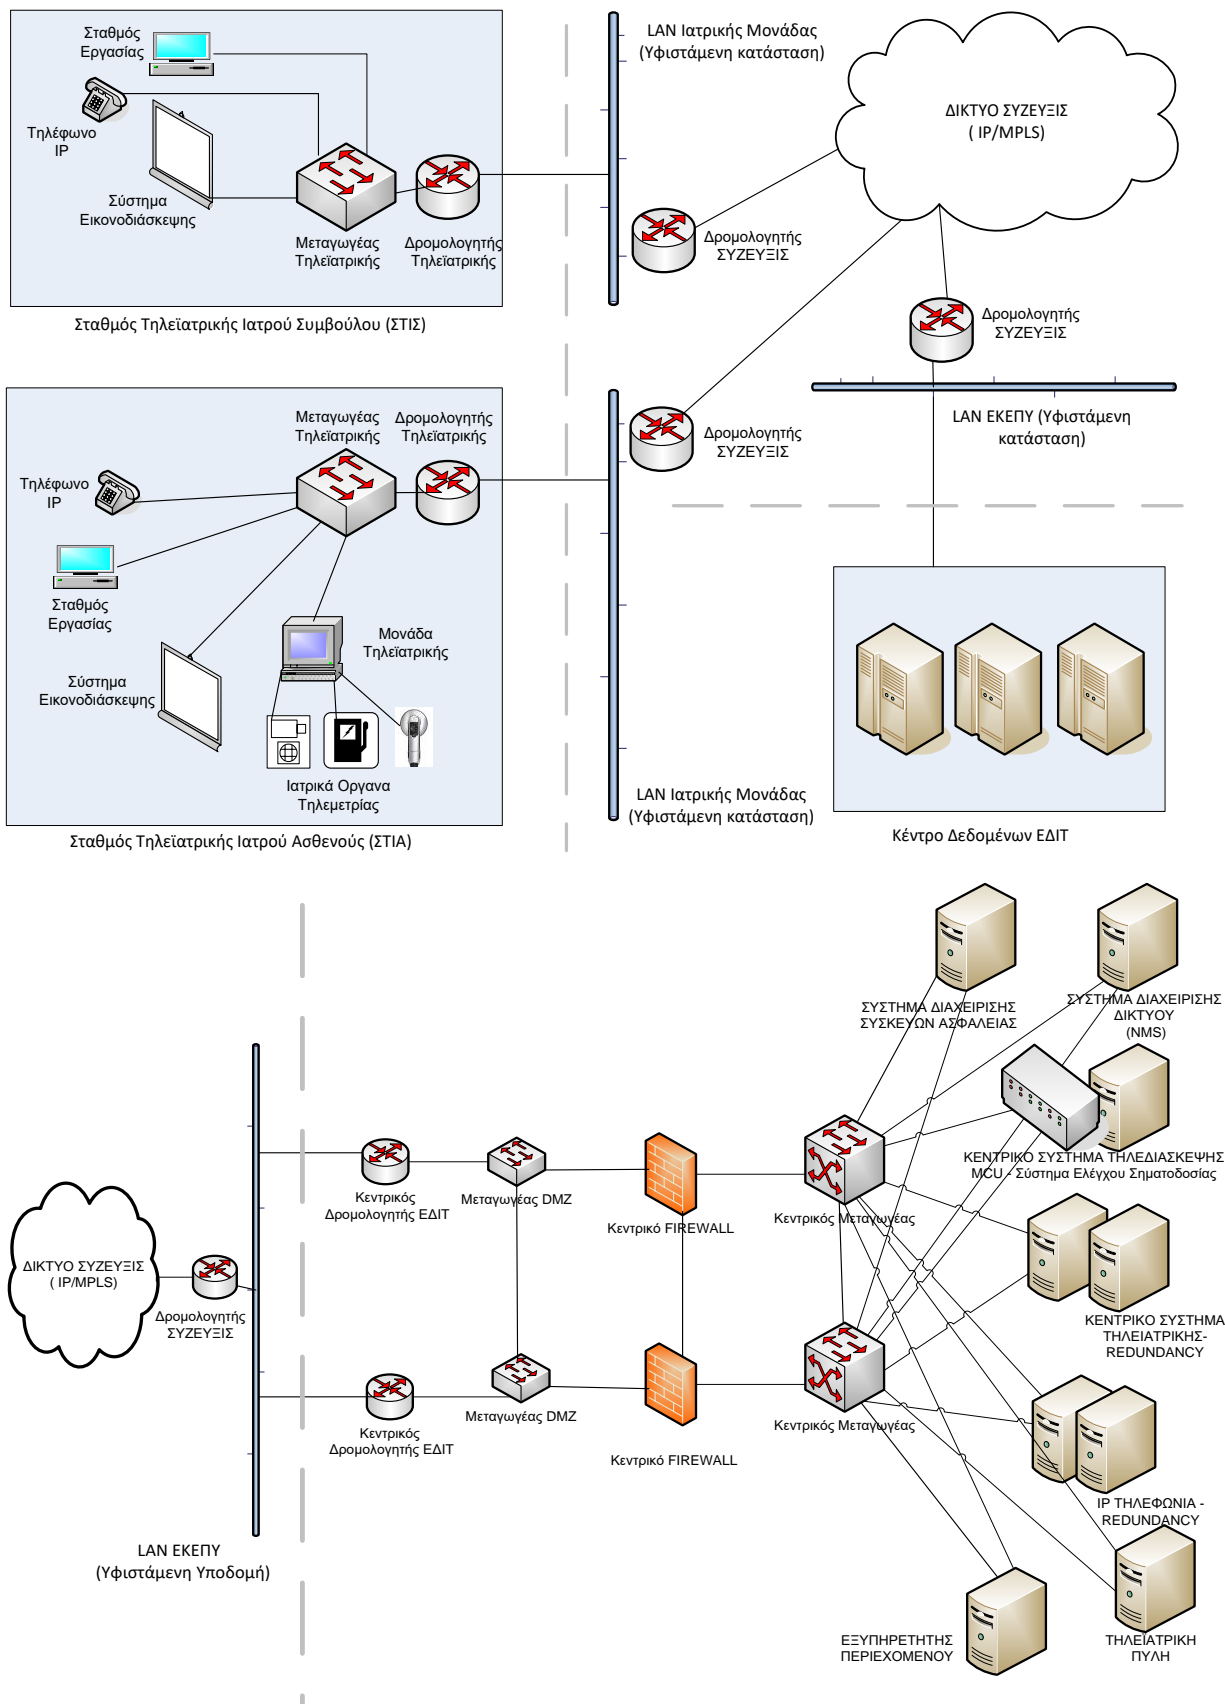 Σταθμός
Εργασίας
Τηλέφωνο
IP
Σύστημα
Εικονοδιάσκεψης
Μεταγωγέας
Τηλεϊατρικής
Δρομολογητής
Τηλεϊατρικής
Σταθμός Τηλεϊατρικής Ιατρού Συμβούλου (ΣΤΙΣ)
LAN Ιατρικής Μονάδας
(Υφιστάμενη κατάσταση)
ΔΙΚΤΥΟ ΣΥΖΕΥΞΙΣ
( IP/MPLS)
Δρομολογητής
ΣΥΖΕΥΞΙΣ
Δρομολογητής
ΣΥΖΕΥΞΙΣ
LAN ΕΚΕΠΥ (Υφιστάμενη
κατάσταση)
Μεταγωγέας
Τηλεϊατρικής
Δρομολογητής
Τηλεϊατρικής
Δρομολογητής
ΣΥΖΕΥΞΙΣ
Τηλέφωνο
IP
Σταθμός
Εργασίας
Σύστημα
Εικονοδιάσκεψης
Μονάδα
Τηλεϊατρικής
Ιατρικά Οργανα
Τηλεμετρίας
Σταθμός Τηλεϊατρικής Ιατρού Ασθενούς (ΣΤΙΑ)
LAN Ιατρικής Μονάδας
(Υφιστάμενη κατάσταση)
Κέντρο Δεδομένων ΕΔΙΤ
ΣΥΣΤΗΜΑ ΔΙΑΧΕΙΡΙΣΗΣ
ΣΥΣΚΕΥΩΝ ΑΣΦΑΛΕΙΑΣ
ΣΥΣΤΗΜΑ ΔΙΑΧΕΙΡΙΣΗΣ
ΔΙΚΤΥΟΥ
(NMS)
ΚΕΝΤΡΙΚΟ ΣΥΣΤΗΜΑ ΤΗΛΕΔΙΑΣΚΕΨΗΣ
MCU - Σύστημα Ελέγχου Σηματοδοσίας
Κεντρικός
Δρομολογητής ΕΔΙΤ
Μεταγωγέας DMZ
Κεντρικό FIREWALL
Κεντρικός Μεταγωγέας
ΔΙΚΤΥΟ ΣΥΖΕΥΞΙΣ
( IP/MPLS)
Δρομολογητής
ΣΥΖΕΥΞΙΣ
ΚΕΝΤΡΙΚΟ ΣΥΣΤΗΜΑ
ΤΗΛΕΙΑΤΡΙΚΗΣ-
REDUNDANCY
Κεντρικός
Δρομολογητής ΕΔΙΤ
Μεταγωγέας DMZ
Κεντρικό FIREWALL
Κεντρικός Μεταγωγέας
IP ΤΗΛΕΦΩΝΙΑ -
REDUNDANCY
LAN ΕΚΕΠΥ
(Υφιστάμενη Υποδομή)
ΕΞΥΠΗΡΕΤΗΤΗΣ
ΠΕΡΙΕΧΟΜΕΝΟΥ
ΤΗΛΕΪΑΤΡΙΚΗ
ΠΥΛΗ